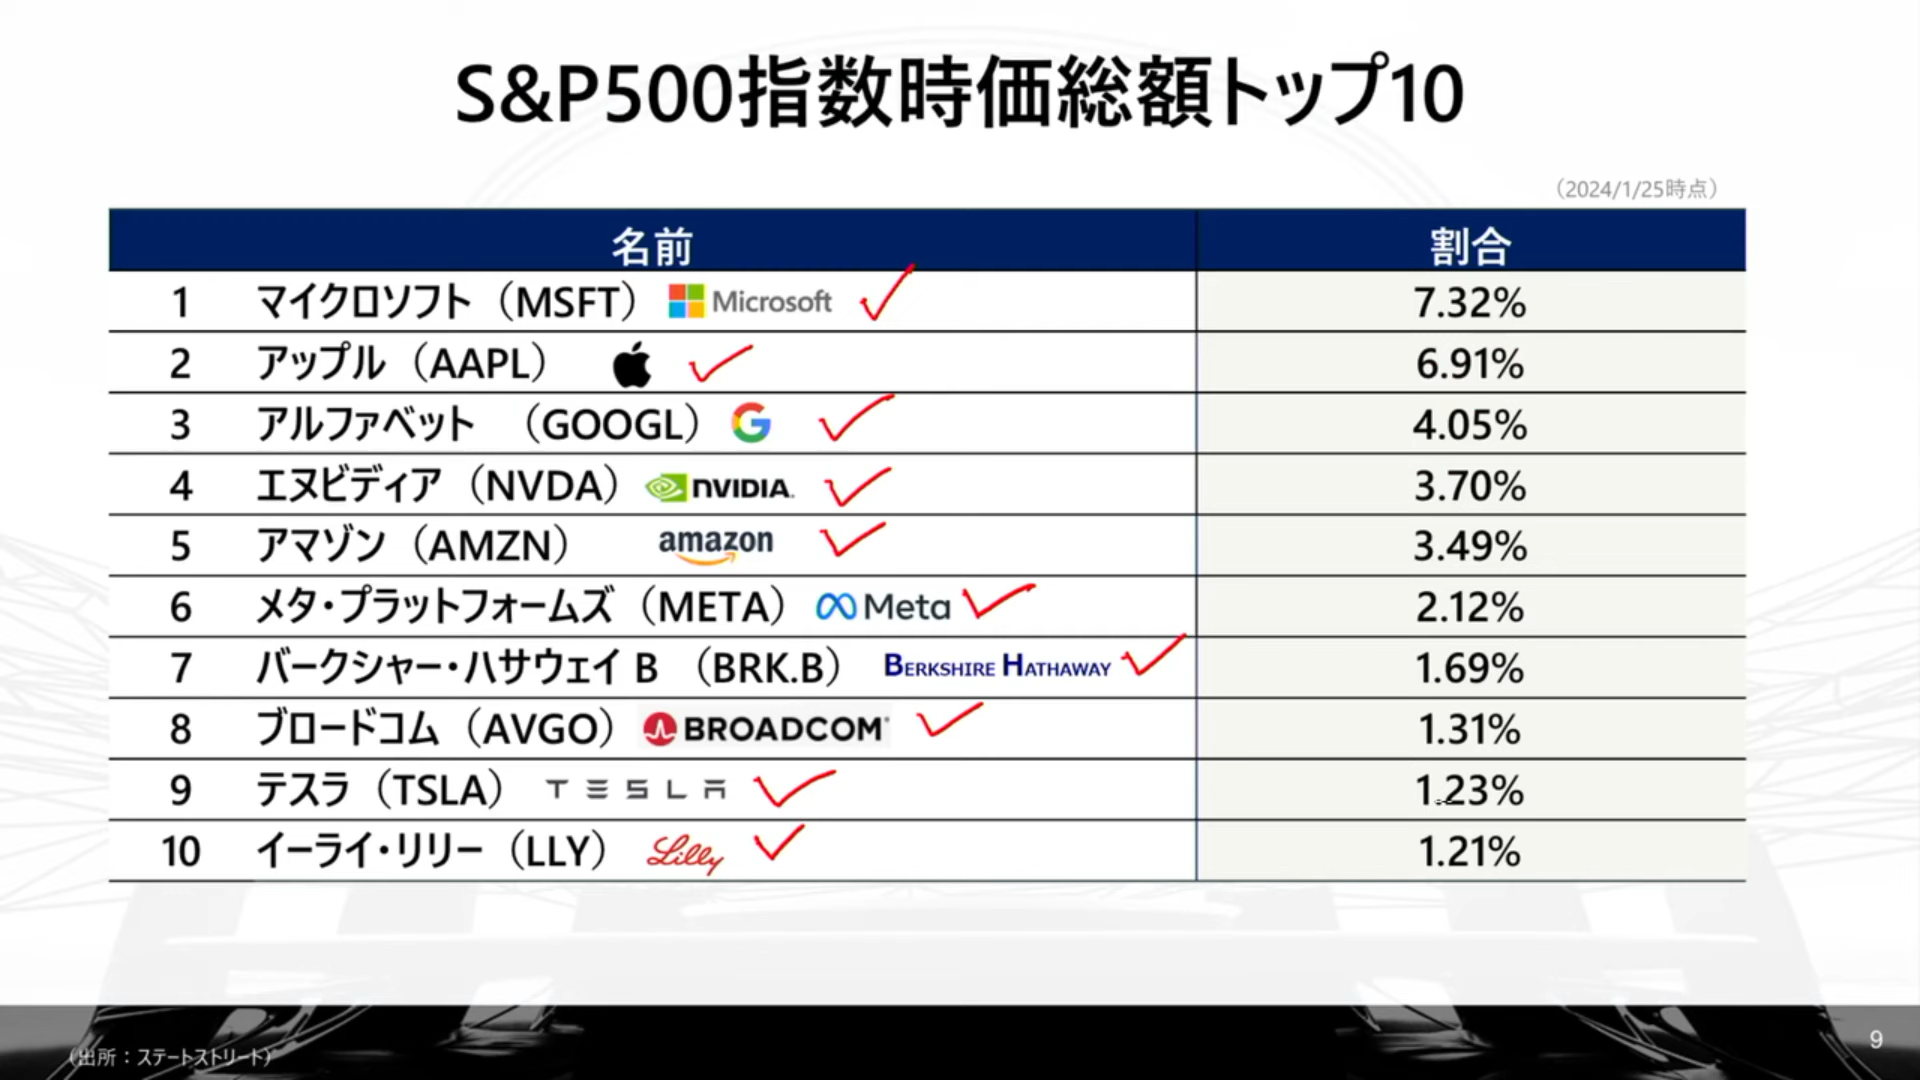 S&P500指数時価総額トップ10
（2024/1/25時点）
名前 割合
1 マイクロソフト（MSFT） Microsoft 7.32%
2 アップル（AAPL） 6.91%
3 アルファベット （GOOGL） G 4.05%
4 エヌビディア（NVDA） NVIDIA. 3.70%
5 アマゾン（AMZN） amazon 3.49%
6 メタ・プラットフォームズ（META） Meta 2.12%
7 バークシャー・ハサウェイ B （BRK.B） BERKSHIRE HATHAWAY 1.69%
8 ブロードコム（AVGO） BROADCOM® 1.31%
9 テスラ（TSLA） TESLA 1.23%
10 イーライ・リリー（LLY） Lilly 1.21%
（出所：ステートストリート）
9